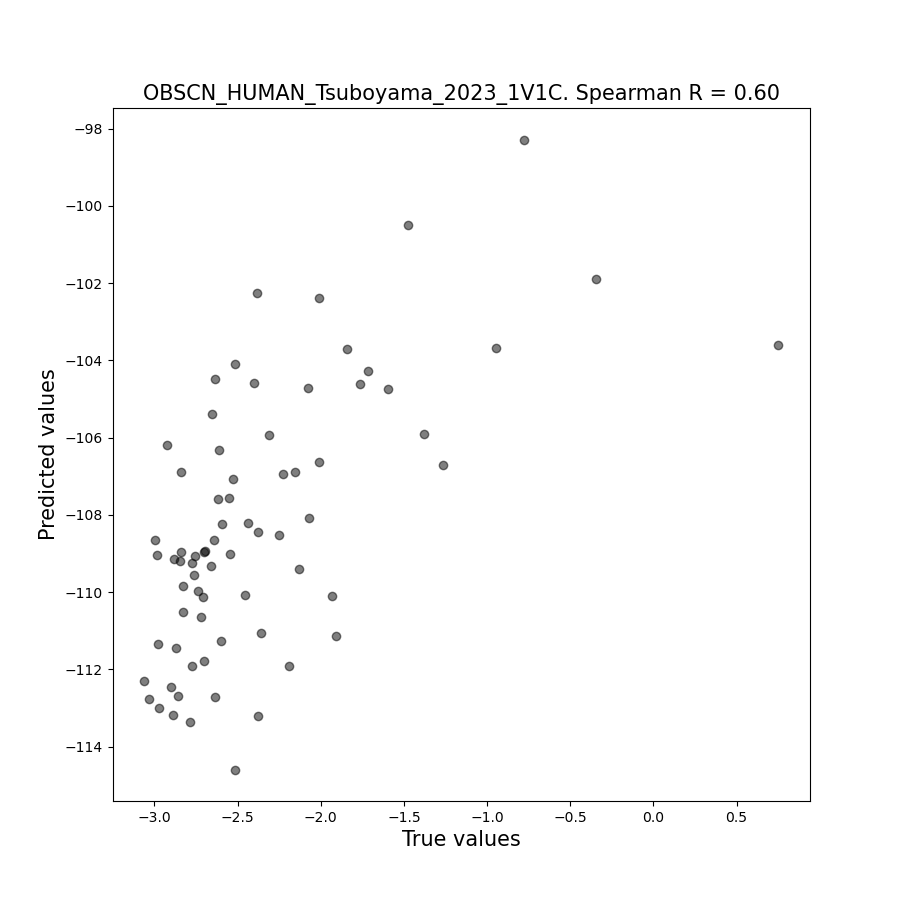 OBSCN_HUMAN_Tsuboyama_2023_1V1C. Spearman R = 0.60
−98
−100
−102
−104
−106
−108
−110
−112
−114
Predicted values
−3.0 −2.5 −2.0 −1.5 −1.0 −0.5 0.0 0.5
True values